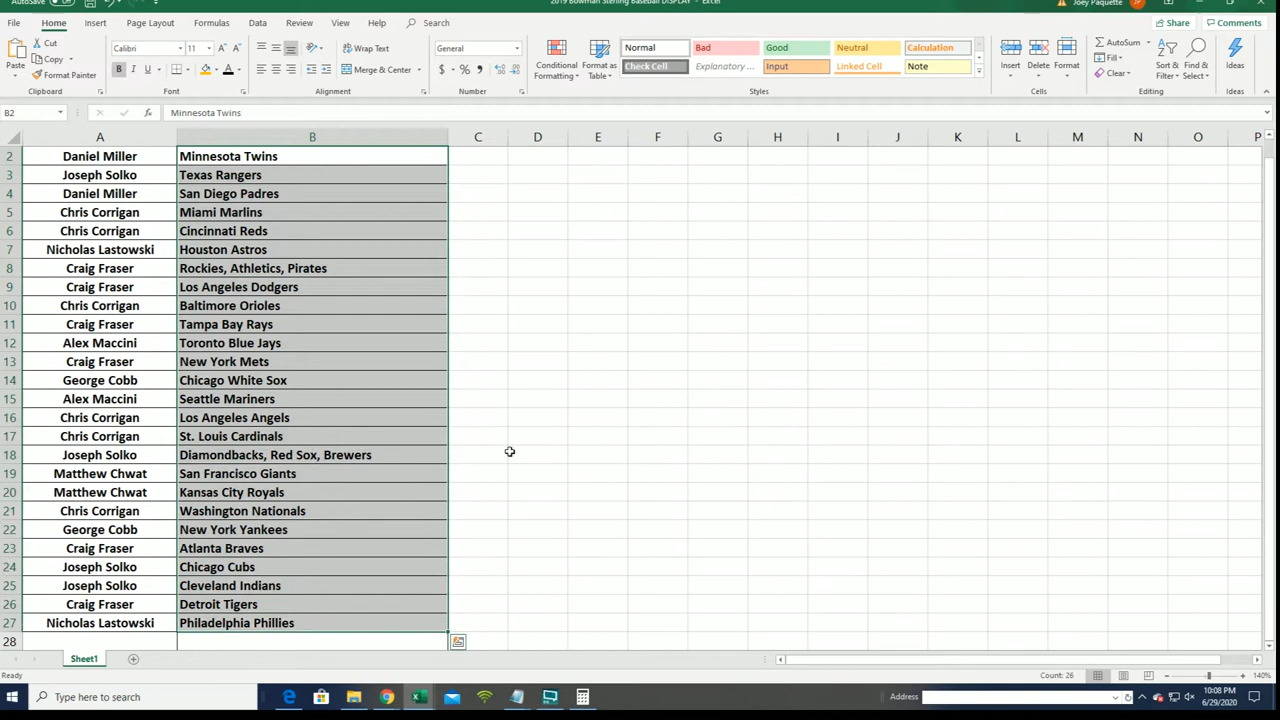 AutoSave
2019 Bowman Sterling Baseball DISPLAY - Excel
Joey Paquette
File Home Insert Page Layout Formulas Data Review View Help Search
Share Comments
Paste
Cut
Copy
Format Painter
Clipboard
Calibri 11
B I U
Font
Wrap Text
Merge & Center
Alignment
General
$ % ,
Number
Conditional Formatting
Format as Table
Normal Bad Good Neutral Calculation
Check Cell Explanatory ... Input Linked Cell Note
Styles
Insert Delete Format
Cells
AutoSum
Fill
Clear
Sort & Filter
Find & Select
Editing
Ideas
Ideas
B2 fx Minnesota Twins
A B C D E F G H I J K L M N O P
2 Daniel Miller Minnesota Twins
3 Joseph Solko Texas Rangers
4 Daniel Miller San Diego Padres
5 Chris Corrigan Miami Marlins
6 Chris Corrigan Cincinnati Reds
7 Nicholas Lastowski Houston Astros
8 Craig Fraser Rockies, Athletics, Pirates
9 Craig Fraser Los Angeles Dodgers
10 Chris Corrigan Baltimore Orioles
11 Craig Fraser Tampa Bay Rays
12 Alex Maccini Toronto Blue Jays
13 Craig Fraser New York Mets
14 George Cobb Chicago White Sox
15 Alex Maccini Seattle Mariners
16 Chris Corrigan Los Angeles Angels
17 Chris Corrigan St. Louis Cardinals
18 Joseph Solko Diamondbacks, Red Sox, Brewers
19 Matthew Chwat San Francisco Giants
20 Matthew Chwat Kansas City Royals
21 Chris Corrigan Washington Nationals
22 George Cobb New York Yankees
23 Craig Fraser Atlanta Braves
24 Joseph Solko Chicago Cubs
25 Joseph Solko Cleveland Indians
26 Craig Fraser Detroit Tigers
27 Nicholas Lastowski Philadelphia Phillies
28
Sheet1
Ready
Count: 26
140%
Type here to search
Address
10:08 PM
6/29/2020